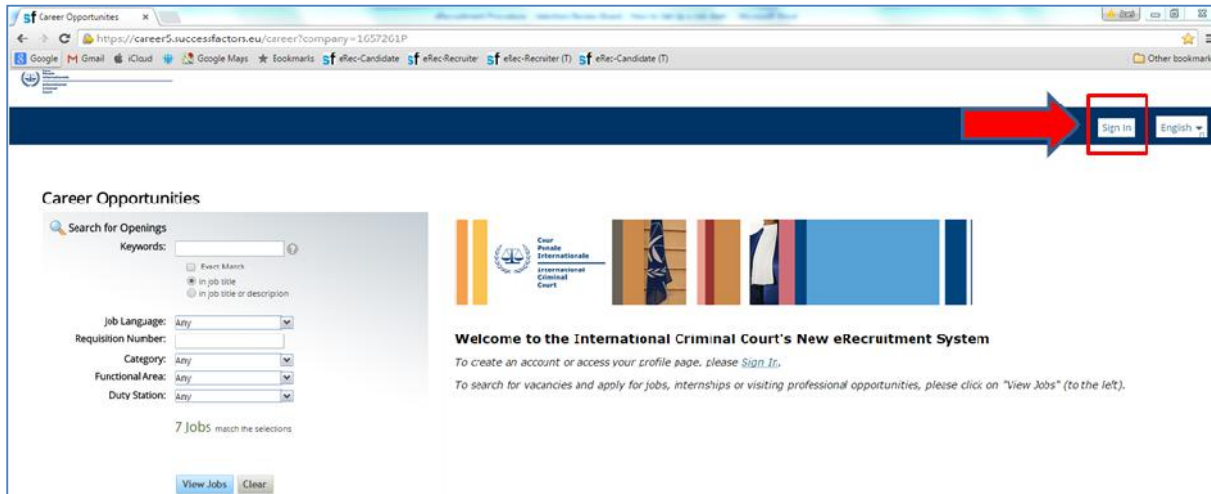 Career Opportunities
https://career5.successfactors.eu/career?company=1657261P
Google Gmail iCloud Google Maps Bookmarks eRec-Candidate eRec-Recruiter eRec-Recruiter (T) eRec-Candidate (T) Other bookmark
Sign In English
Career Opportunities
Search for Openings
Keywords:
Exact Match
in job title
in job title or description
Job Language: Any
Requisition Number:
Category: Any
Functional Area: Any
Duty Station: Any
7 Jobs match the selections
View Jobs Clear
Cour
Pénale
Internationale
International
Criminal
Court
Welcome to the International Criminal Court's New eRecruitment System
To create an account or access your profile page, please Sign In.
To search for vacancies and apply for jobs, internships or visiting professional opportunities, please click on "View Jobs" (to the left).